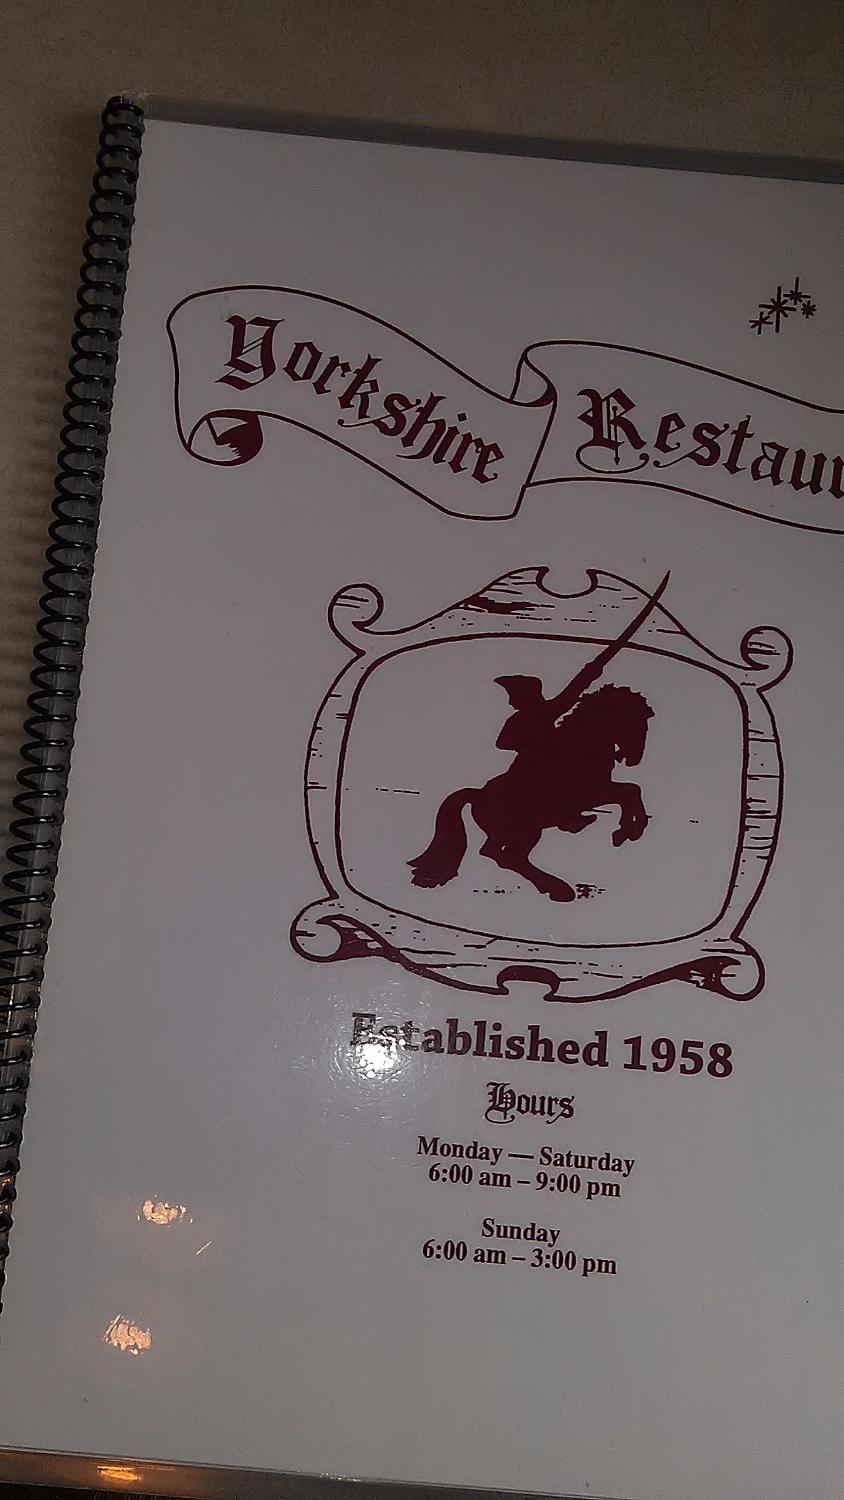 Yorkshire Restaur
Established 1958
Hours
Monday — Saturday
6:00 am – 9:00 pm
Sunday
6:00 am – 3:00 pm